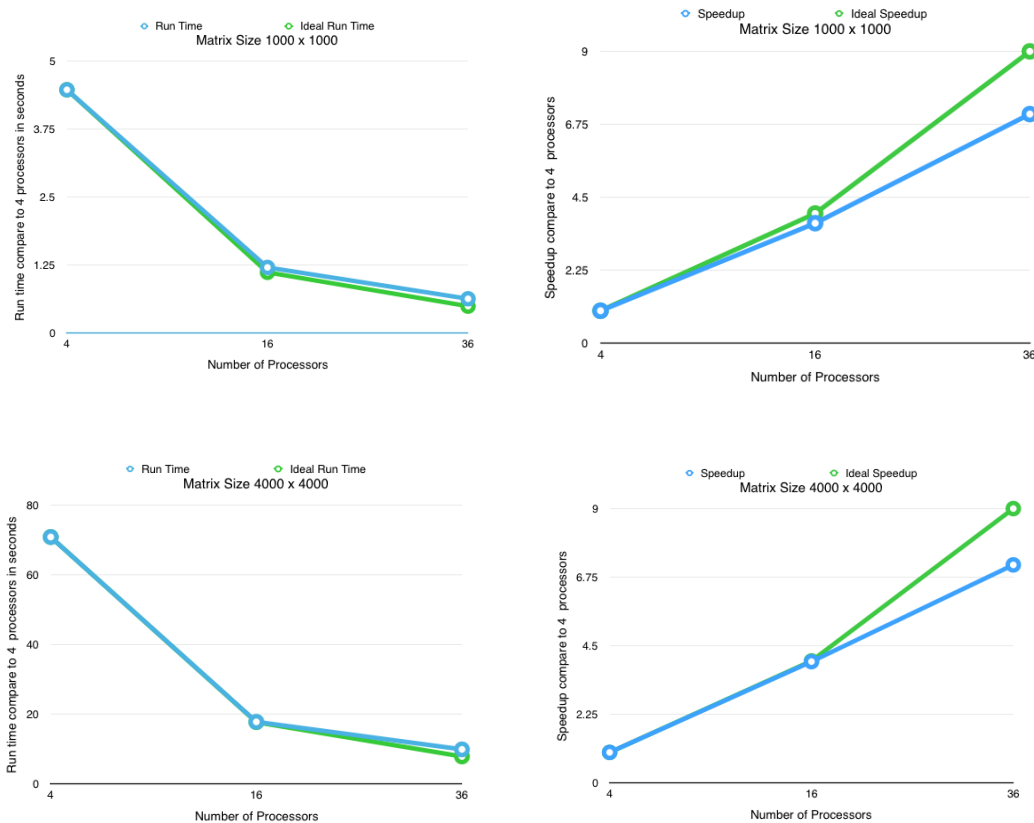 Run Time Ideal Run Time
Matrix Size 1000 x 1000
Run time compare to 4 processors in seconds
5
3.75
2.5
1.25
0
4 16 36
Number of Processors
Speedup Ideal Speedup
Matrix Size 1000 x 1000
Speedup compare to 4 processors
9
6.75
4.5
2.25
0
4 16 36
Number of Processors
Run Time Ideal Run Time
Matrix Size 4000 x 4000
Run time compare to 4 processors in seconds
80
60
40
20
0
4 16 36
Number of Processors
Speedup Ideal Speedup
Matrix Size 4000 x 4000
Speedup compare to 4 processors
9
6.75
4.5
2.25
0
4 16 36
Number of Processors